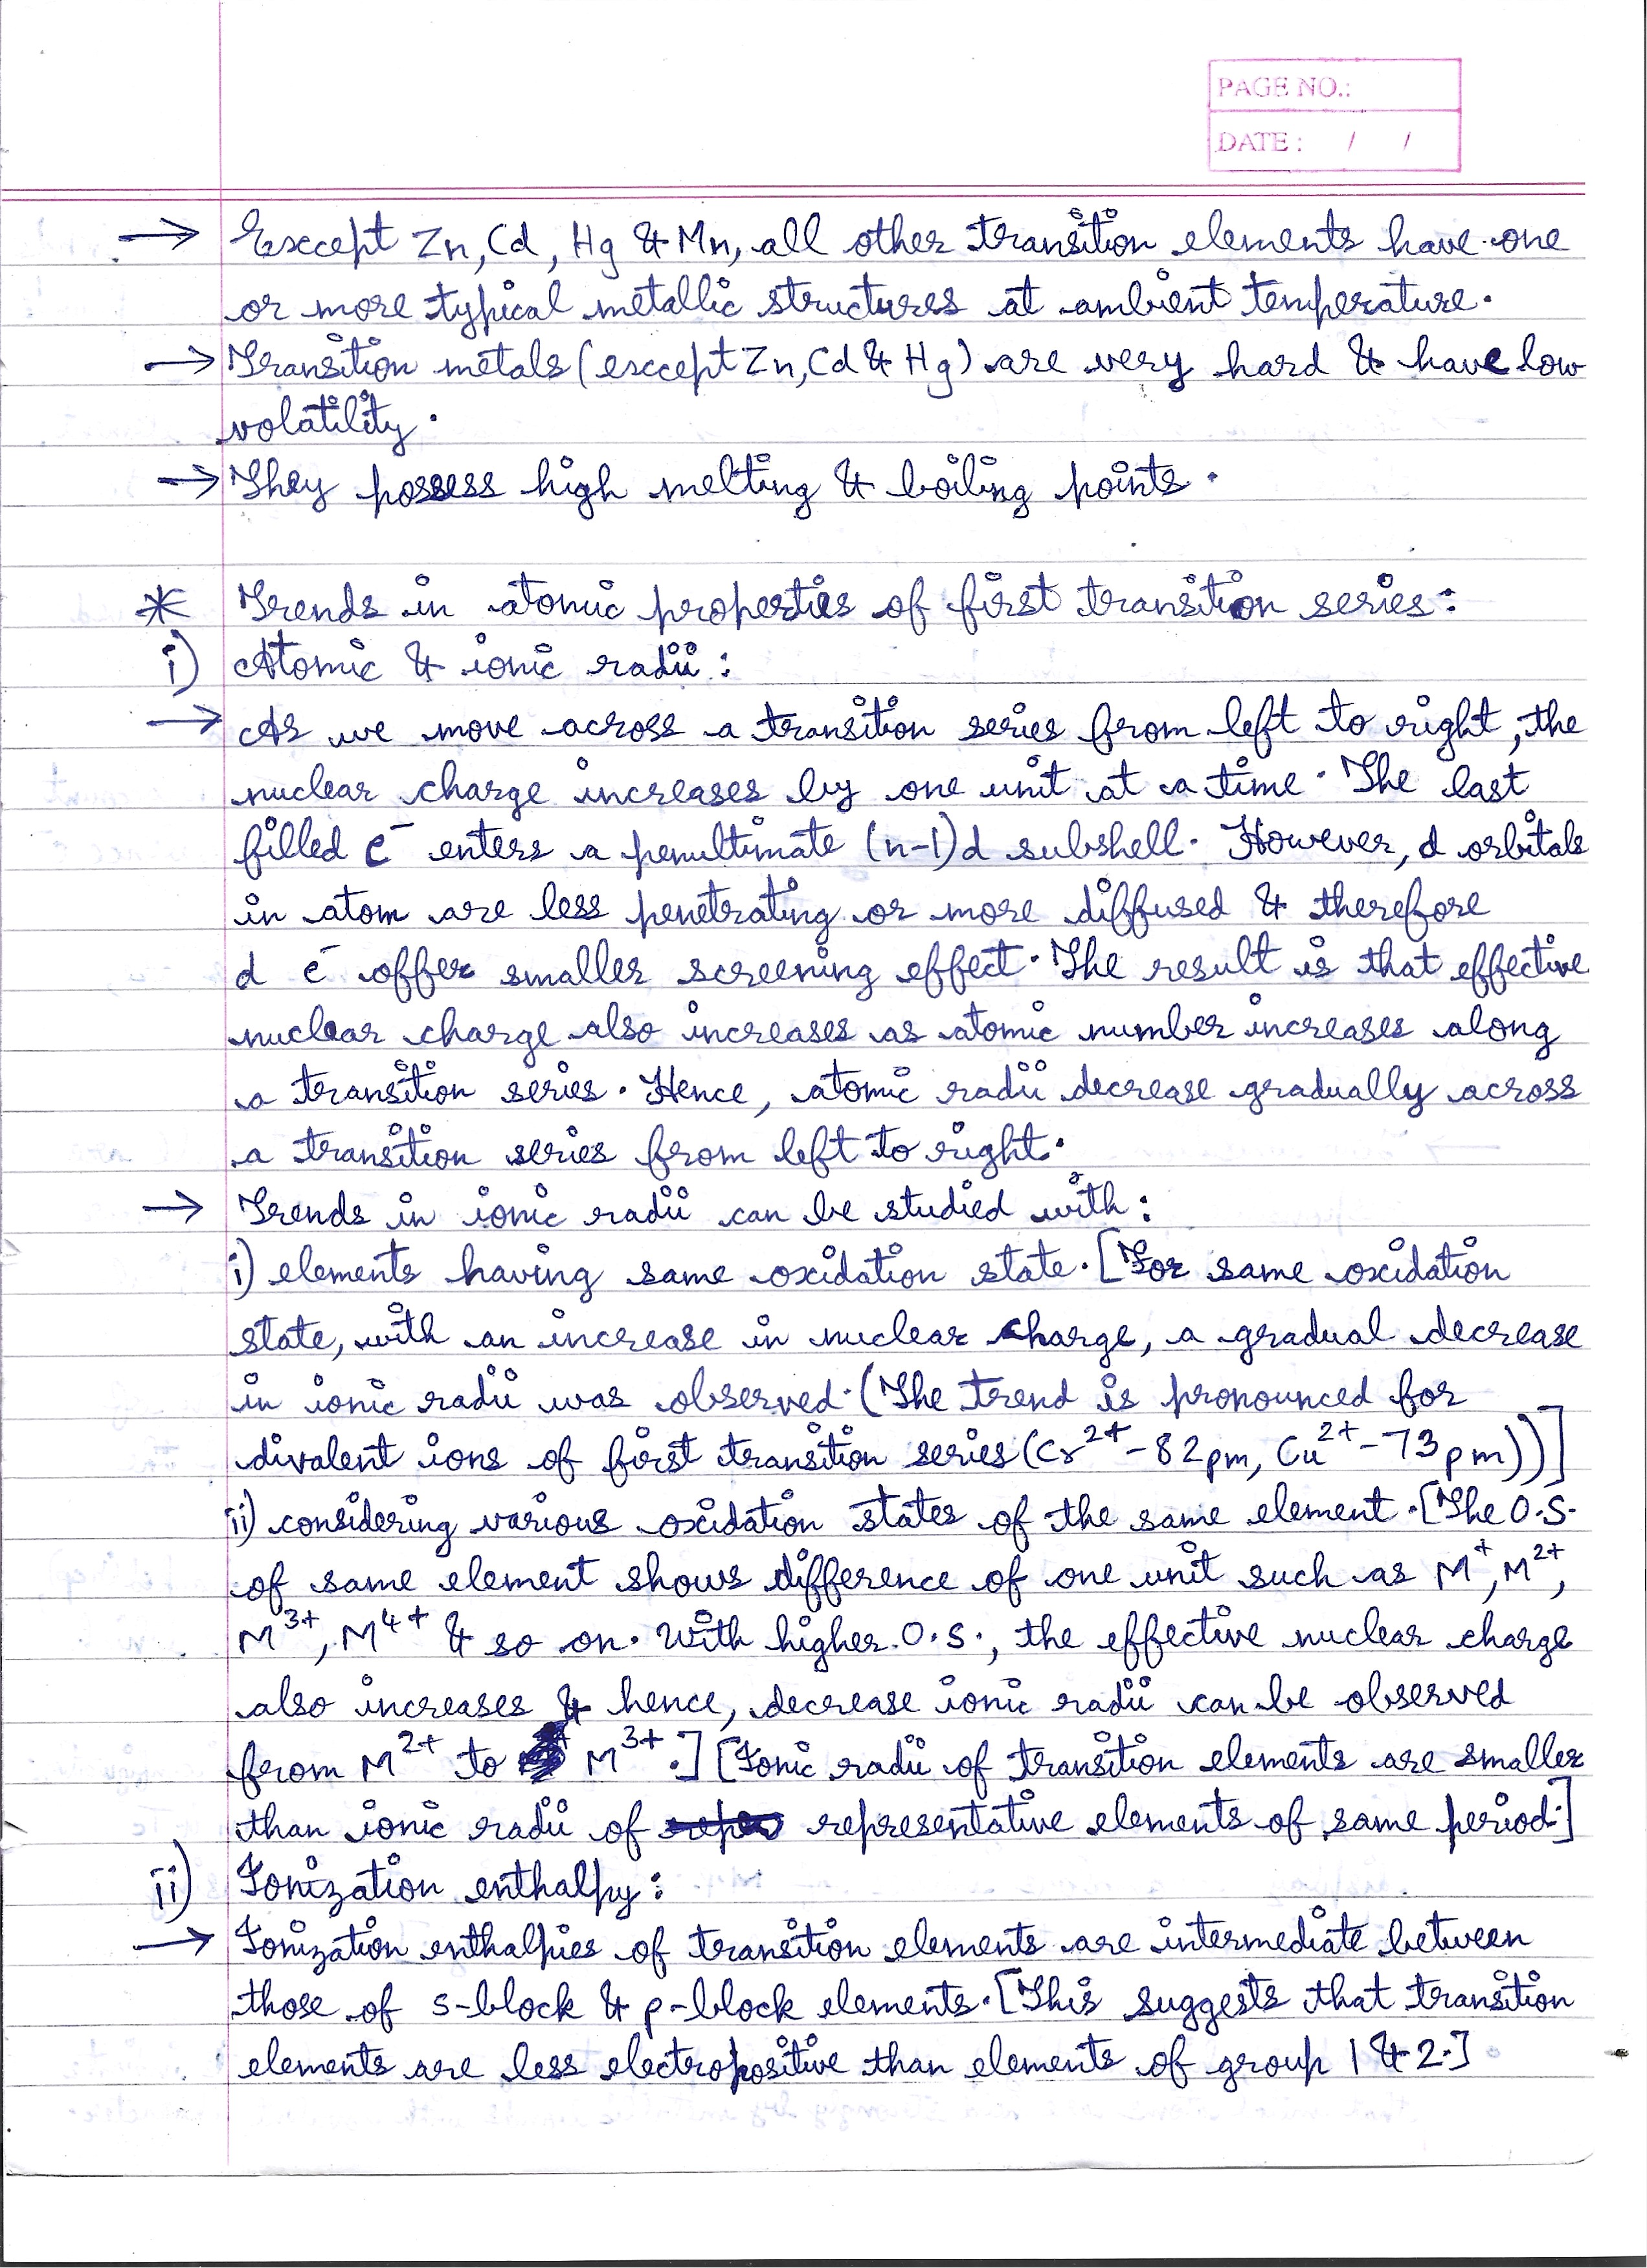 PAGE NO.:
DATE : / /
→ Except Zn, Cd, Hg & Mn, all other transition elements have one
or more typical metallic structures at ambient temperature.
→ Transition metals (except Zn, Cd & Hg) are very hard & have low
volatility.
→ They possess high melting & boiling points.
* Trends in atomic properties of first transition series:
i) Atomic & ionic radii:
→ As we move across a transition series from left to right, the
nuclear charge increases by one unit at a time. The last
filled e⁻ enters a penultimate (n-1)d subshell. However, d orbitals
in atom are less penetrating or more diffused & therefore
d e⁻ offer smaller screening effect. The result is that effective
nuclear charge also increases as atomic number increases along
a transition series. Hence, atomic radii decrease gradually across
a transition series from left to right.
→ Trends in ionic radii can be studied with:
i) elements having same oxidation state. [For same oxidation
state, with an increase in nuclear charge, a gradual decrease
in ionic radii was observed. (The trend is pronounced for
divalent ions of first transition series (Cr²⁺-82pm, Cu²⁺-73pm))]
ii) considering various oxidation states of the same element. [The O.S.
of same element shows difference of one unit such as M⁺, M²⁺,
M³⁺, M⁴⁺ & so on. With higher O.S., the effective nuclear charge
also increases & hence, decrease ionic radii can be observed
from M²⁺ to M³⁺.] [Ionic radii of transition elements are smaller
than ionic radii of representative elements of same period.]
ii) Ionization enthalpy:
→ Ionization enthalpies of transition elements are intermediate between
those of s-block & p-block elements. [This suggests that transition
elements are less electropositive than elements of group 1 & 2.]